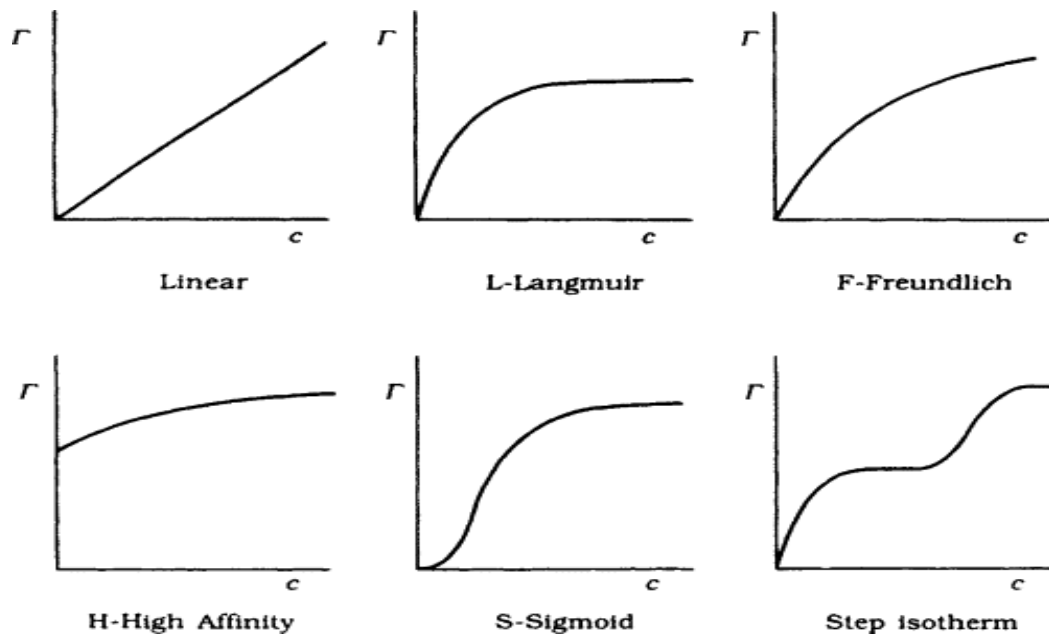 Γ
c
Linear
Γ
c
L-Langmuir
Γ
c
F-Freundlich
Γ
c
H-High Affinity
Γ
c
S-Sigmoid
Γ
c
Step isotherm